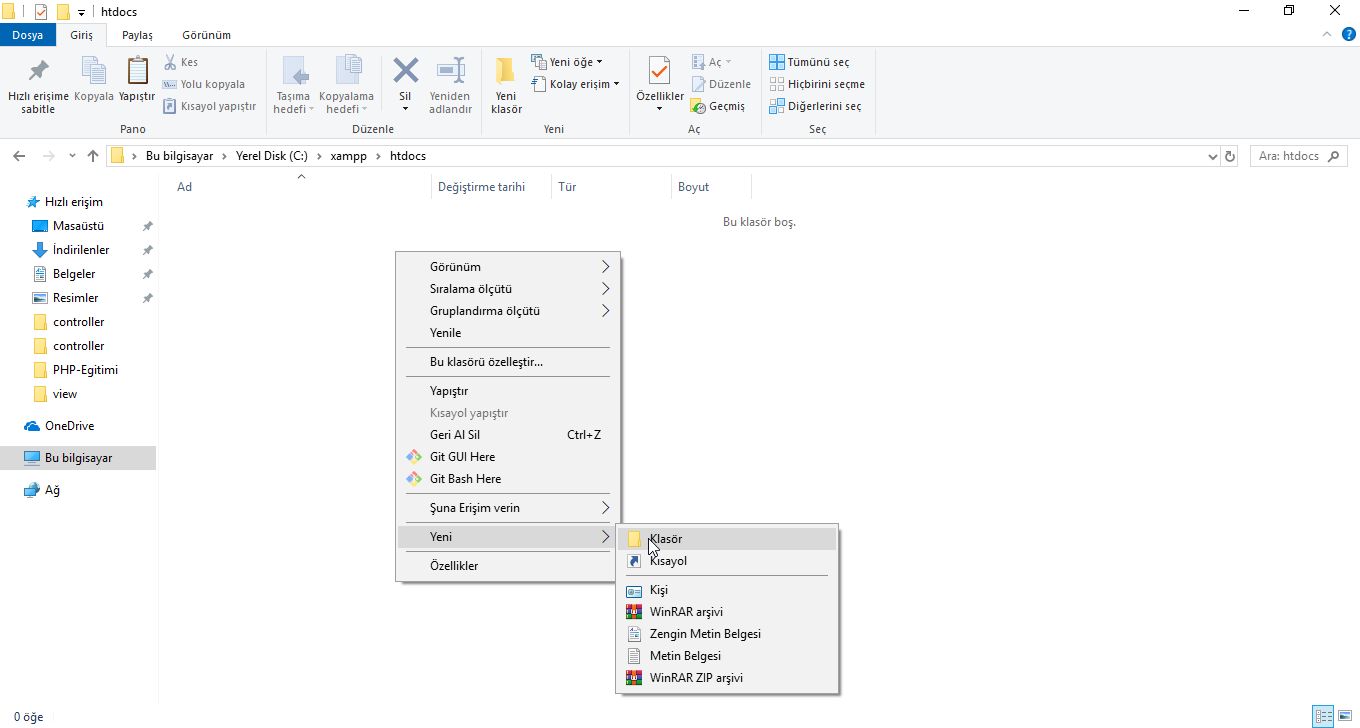 htdocs
Dosya Giriş Paylaş Görünüm
Hızlı erişime sabitle
Kopyala
Yapıştır
Kes
Yolu kopyala
Kısayol yapıştır
Pano
Taşıma hedefi
Kopyalama hedefi
Sil
Yeniden adlandır
Düzenle
Yeni klasör
Yeni öğe
Kolay erişim
Yeni
Özellikler
Aç
Düzenle
Geçmiş
Aç
Tümünü seç
Hiçbirini seçme
Diğerlerini seç
Seç
Bu bilgisayar > Yerel Disk (C:) > xampp > htdocs
Ara: htdocs
Ad Değiştirme tarihi Tür Boyut
Bu klasör boş.
Hızlı erişim
Masaüstü
İndirilenler
Belgeler
Resimler
controller
controller
PHP-Egitimi
view
OneDrive
Bu bilgisayar
Ağ
Görünüm
Sıralama ölçütü
Gruplandırma ölçütü
Yenile
Bu klasörü özelleştir...
Yapıştır
Kısayol yapıştır
Geri Al Sil Ctrl+Z
Git GUI Here
Git Bash Here
Şuna Erişim verin
Yeni
Özellikler
Klasör
Kısayol
Kişi
WinRAR arşivi
Zengin Metin Belgesi
Metin Belgesi
WinRAR ZIP arşivi
0 öğe